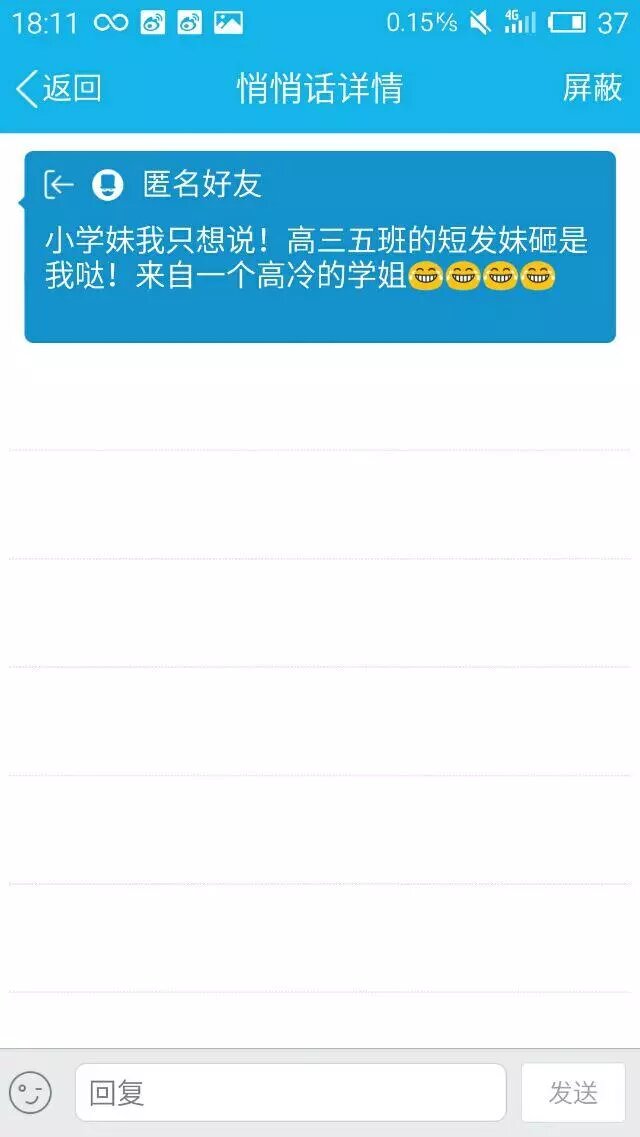 18:11 0.15K/s 4G 37
返回 悄悄话详情 屏蔽
匿名好友
小学妹我只想说！高三五班的短发妹砸是
我哒！来自一个高冷的学姐😂😂😂😂
回复 发送